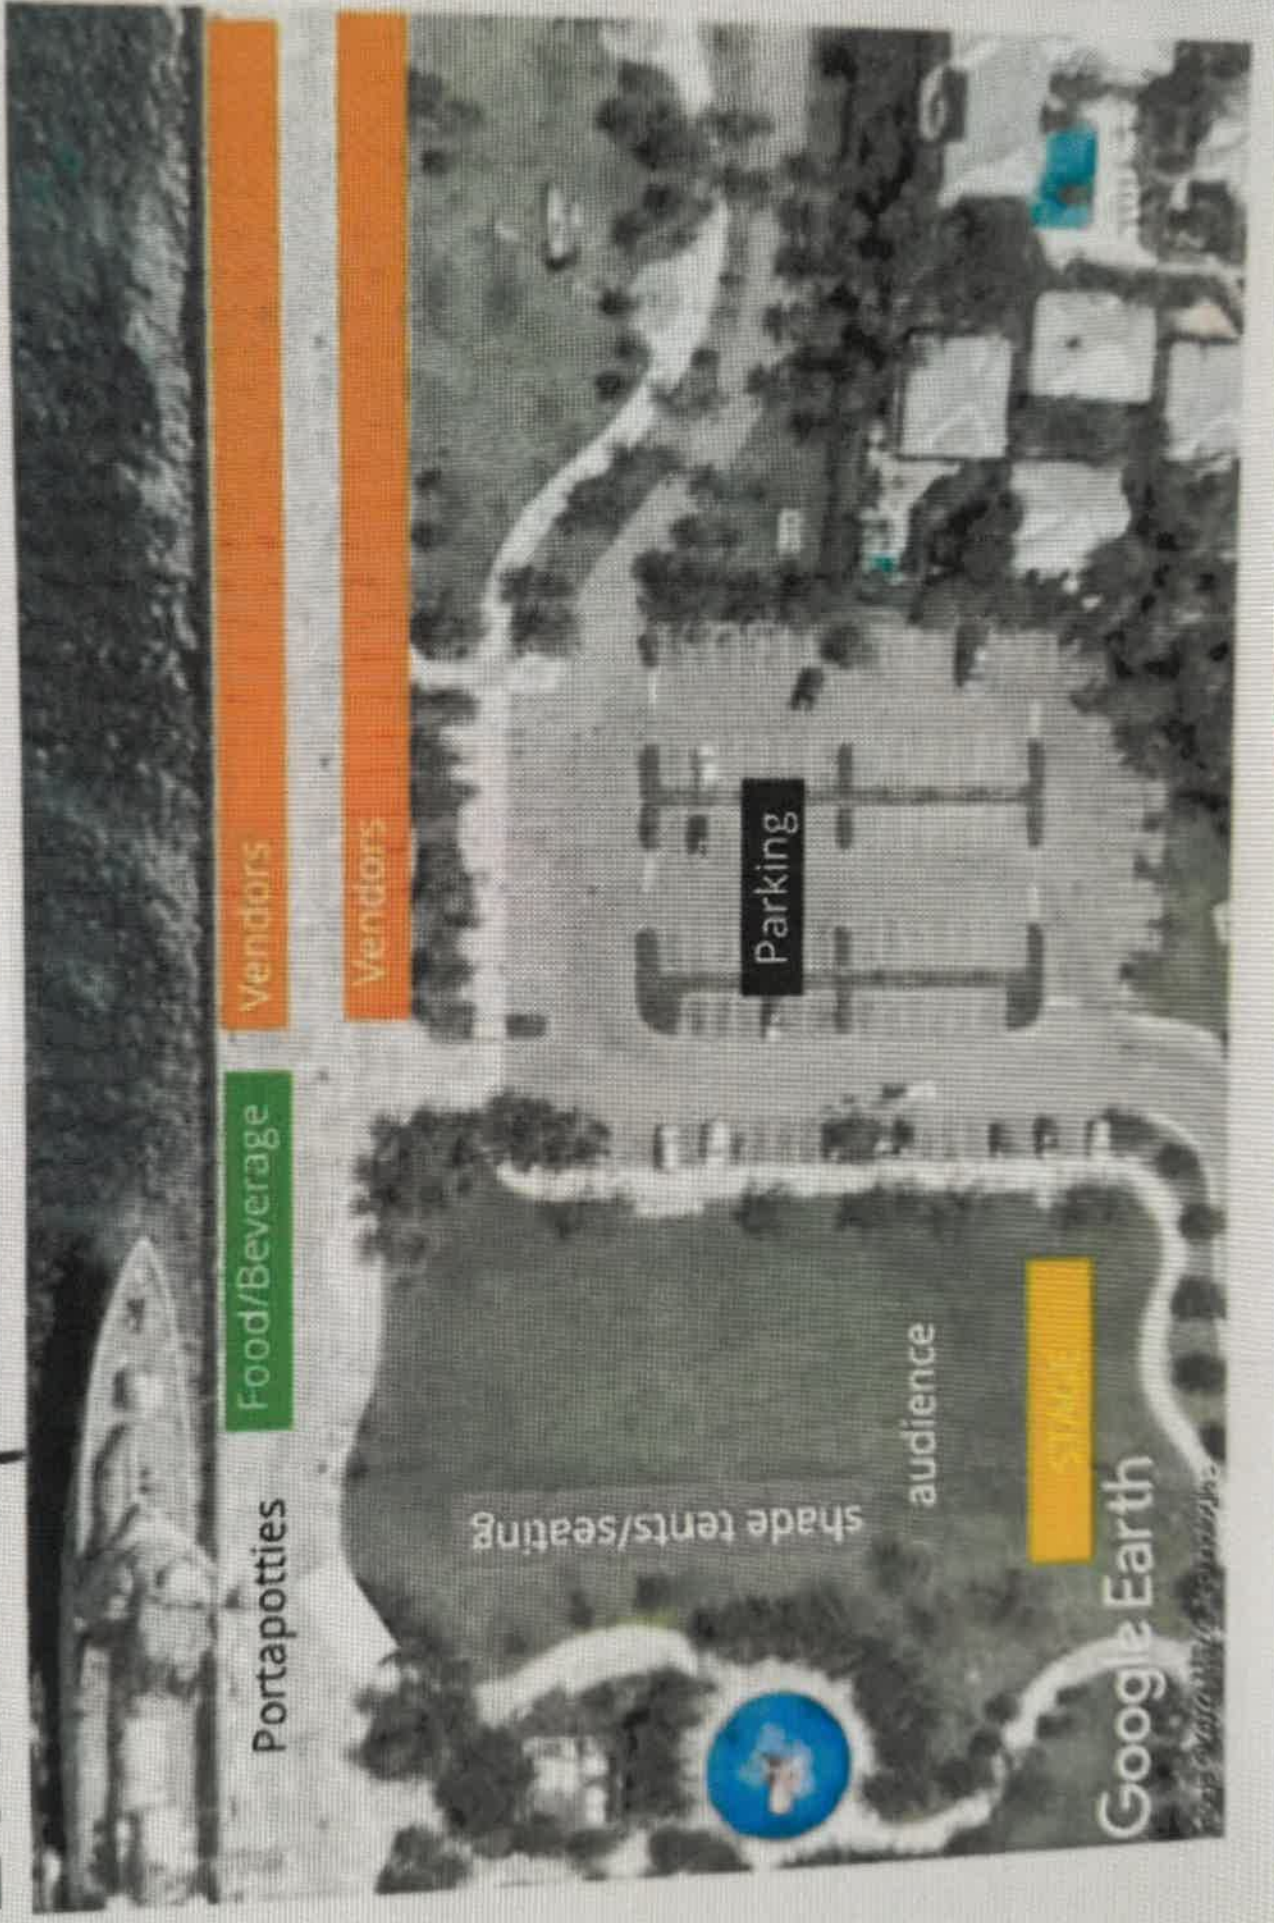 Portapotties
Food/Beverage
Vendors
Vendors
shade tents/seating
audience
Parking
STAGE
Google Earth